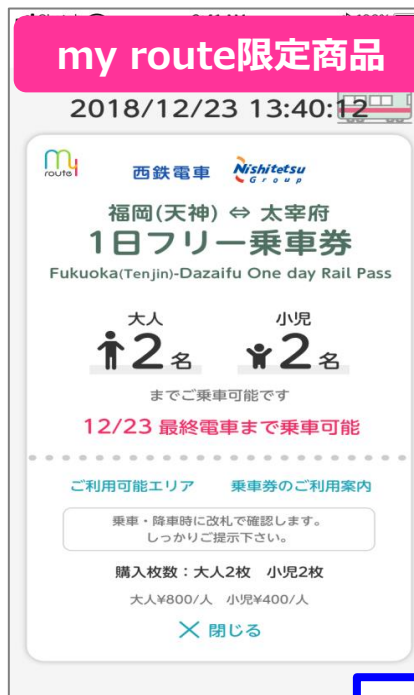 my route限定商品
2018/12/23 13:40:12
my route
西鉄電車
Nishitetsu Group
福岡(天神) ⇔ 太宰府
1日フリー乗車券
Fukuoka(Tenjin)-Dazaifu One day Rail Pass
大人 小児
2名 2名
までご乗車可能です
12/23 最終電車まで乗車可能
ご利用可能エリア 乗車券のご利用案内
乗車・降車時に改札で確認します。
しっかりご提示下さい。
購入枚数：大人2枚 小児2枚
大人¥800/人 小児¥400/人
閉じる